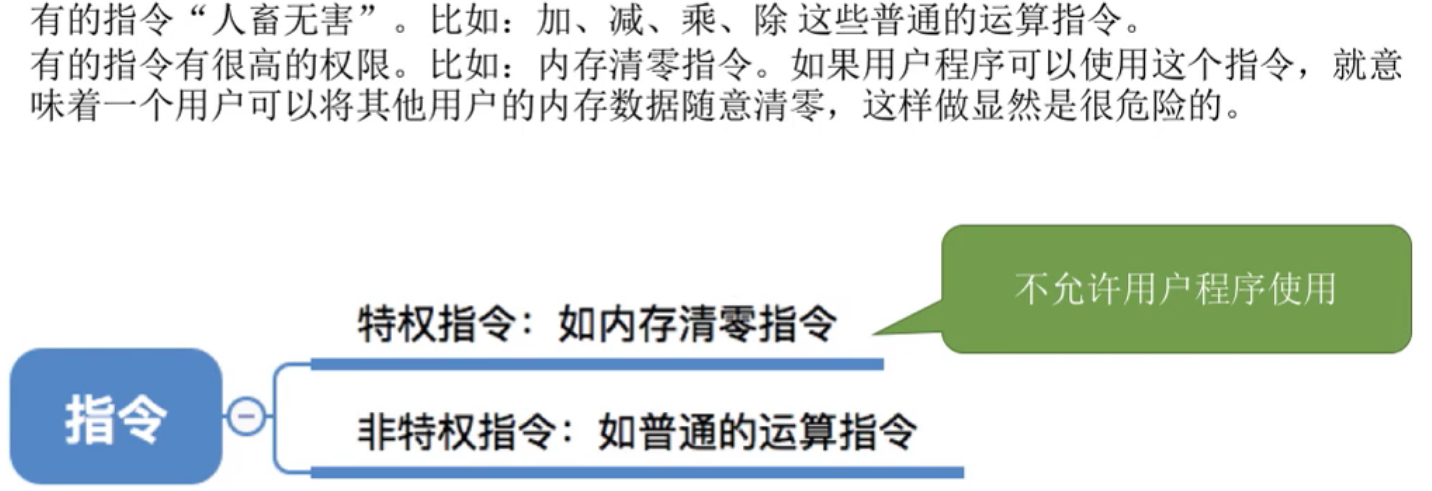 有的指令“人畜无害”。比如：加、减、乘、除 这些普通的运算指令。
有的指令有很高的权限。比如：内存清零指令。如果用户程序可以使用这个指令，就意
味着一个用户可以将其他用户的内存数据随意清零，这样做显然是很危险的。
不允许用户程序使用
特权指令：如内存清零指令
指令
非特权指令：如普通的运算指令